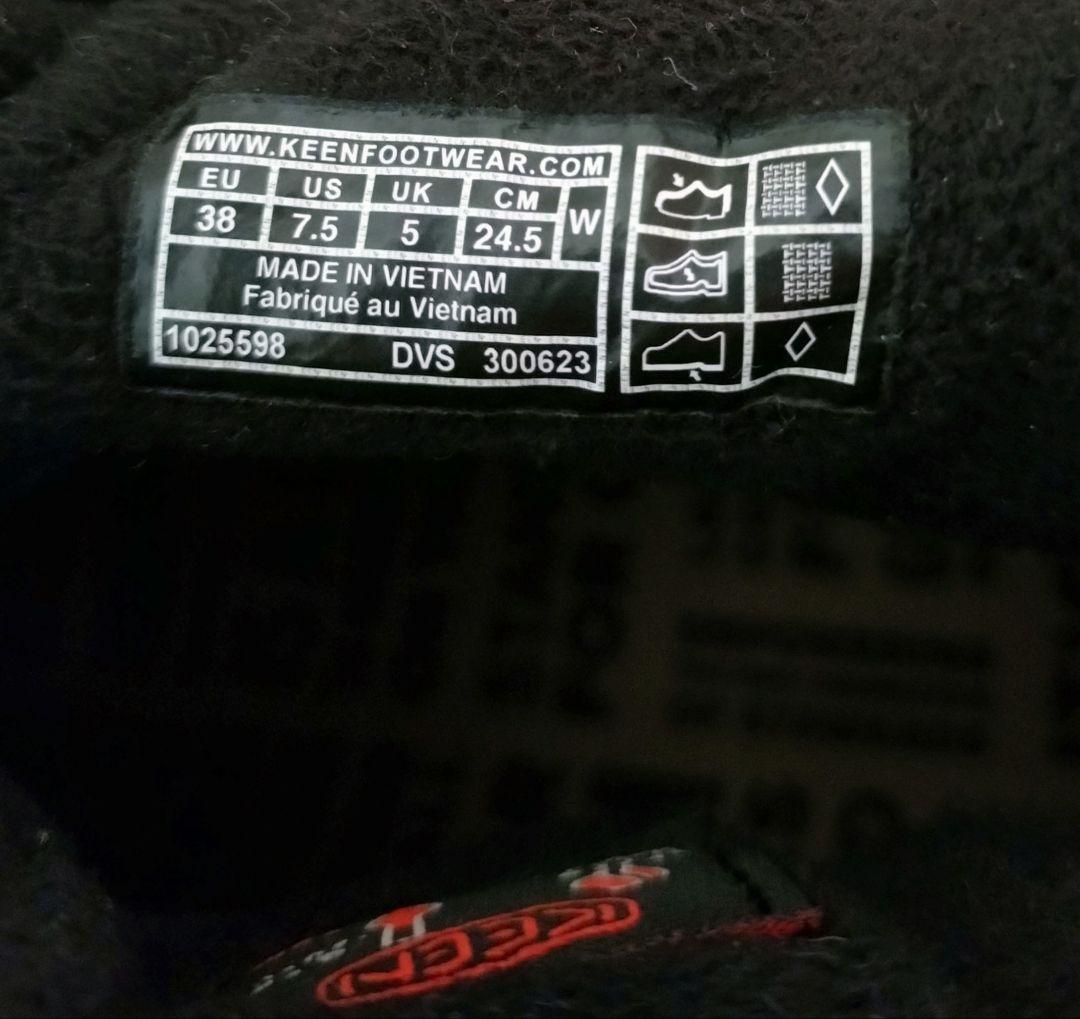 WWW.KEENFOOTWEAR.COM
EU US UK CM W
38 7.5 5 24.5
MADE IN VIETNAM
Fabriqué au Vietnam
1025598 DVS 300623
KEEN